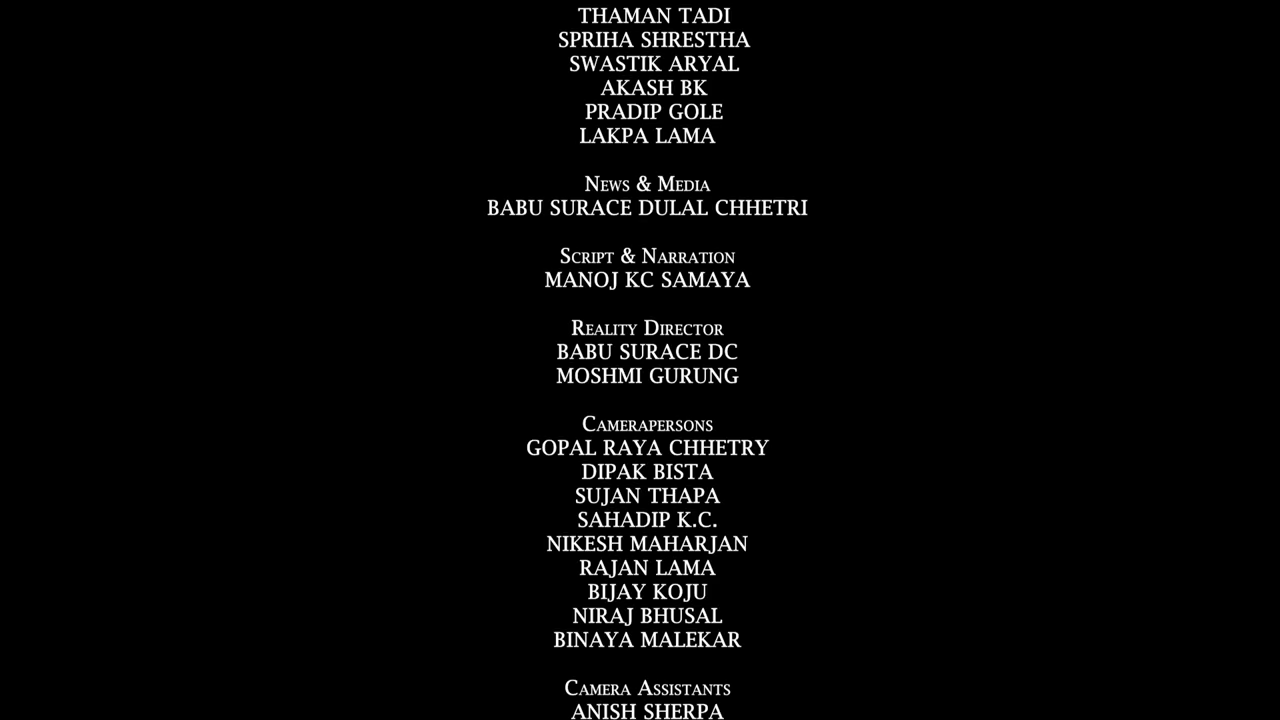 THAMAN TADI
SPRIHA SHRESTHA
SWASTIK ARYAL
AKASH BK
PRADIP GOLE
LAKPA LAMA
News & Media
BABU SURACE DULAL CHHETRI
Script & Narration
MANOJ KC SAMAYA
Reality Director
BABU SURACE DC
MOSHMI GURUNG
Camerapersons
GOPAL RAYA CHHETRY
DIPAK BISTA
SUJAN THAPA
SAHADIP K.C.
NIKESH MAHARJAN
RAJAN LAMA
BIJAY KOJU
NIRAJ BHUSAL
BINAYA MALEKAR
Camera Assistants
ANISH SHERPA